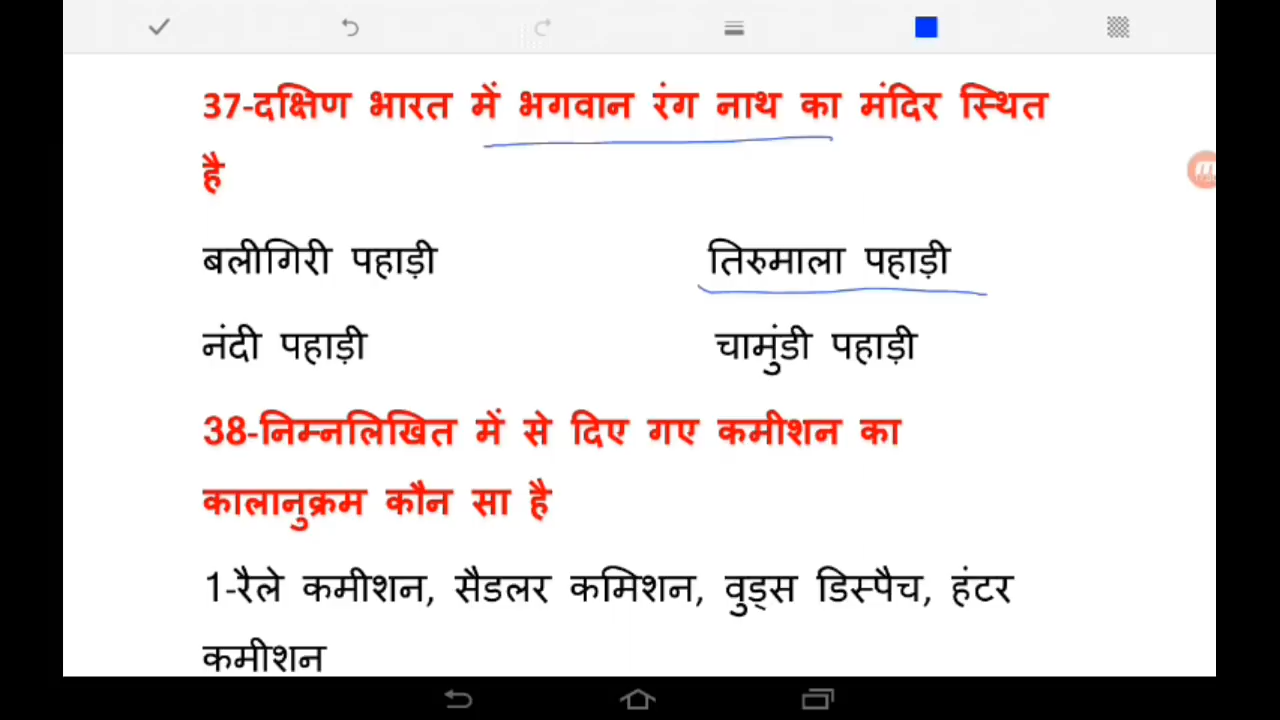 37-दक्षिण भारत में भगवान रंग नाथ का मंदिर स्थित
है
बलीगिरी पहाड़ी तिरुमाला पहाड़ी
नंदी पहाड़ी चामुंडी पहाड़ी
38-निम्नलिखित में से दिए गए कमीशन का
कालानुक्रम कौन सा है
1-रैले कमीशन, सैडलर कमिशन, वुड्स डिस्पैच, हंटर
कमीशन